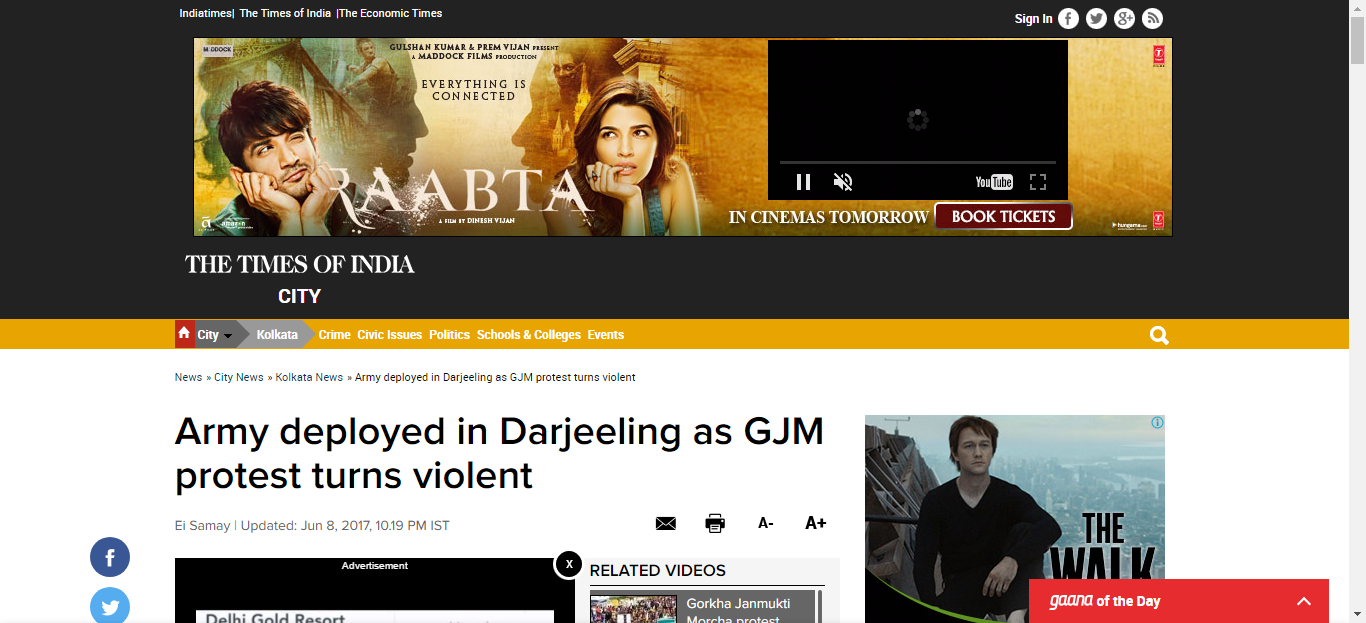 Indiatimes| The Times of India |The Economic Times
Sign In
MADDOCK
GULSHAN KUMAR & PREM VIJAN PRESENT
A MADDOCK FILMS PRODUCTION
EVERYTHING IS
CONNECTED
RAABTA
A FILM BY DINESH VIJAN
YouTube
IN CINEMAS TOMORROW BOOK TICKETS
hungama.com
THE TIMES OF INDIA
CITY
City Kolkata Crime Civic Issues Politics Schools & Colleges Events
News » City News » Kolkata News » Army deployed in Darjeeling as GJM protest turns violent
Army deployed in Darjeeling as GJM
protest turns violent
Ei Samay | Updated: Jun 8, 2017, 10.19 PM IST
A- A+
Advertisement
X
RELATED VIDEOS
Gorkha Janmukti
Morcha protest
Delhi Gold Resort
THE
WALK
gaana of the Day